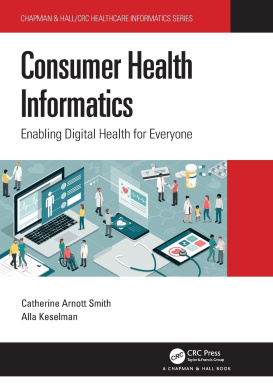 CHAPMAN & HALL/CRC HEALTHCARE INFORMATICS SERIES
Consumer Health
Informatics
Enabling Digital Health for Everyone
Catherine Arnott Smith
Alla Keselman
CRC
CRC Press
Taylor & Francis Group
A CHAPMAN & HALL BOOK